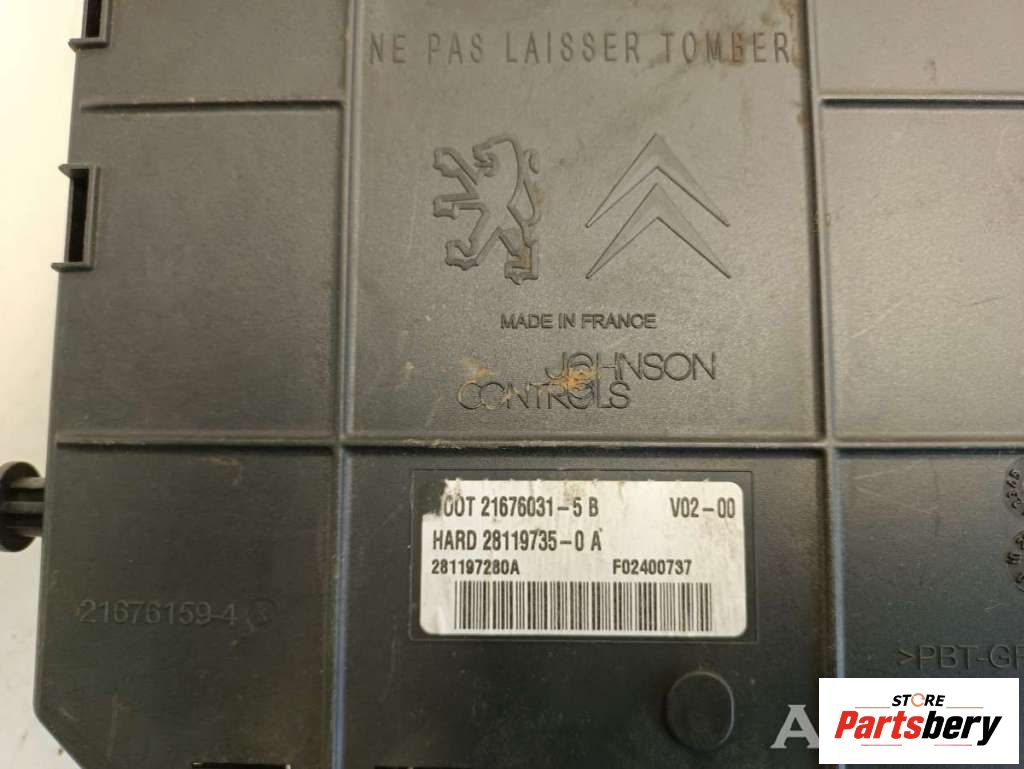 NE PAS LAISSER TOMBER
MADE IN FRANCE
JOHNSON
CONTROLS
21676031-5 B V02-00
HARD 28119735-0 A
281197280A F02400737
21676159-4
>PBT-GF
STORE
Partsbery